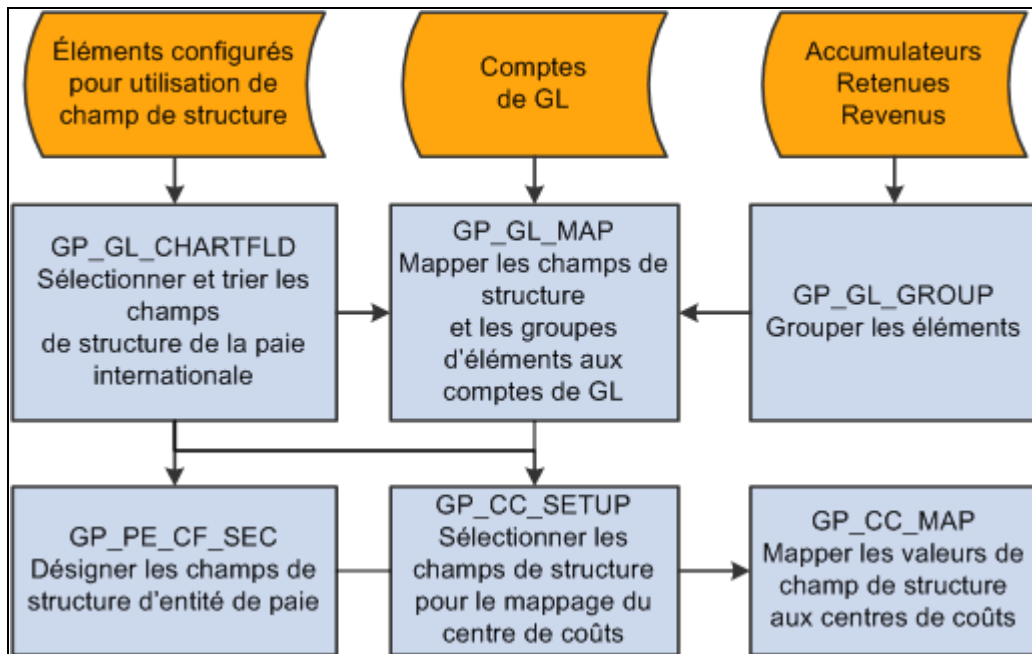 Éléments configurés
pour utilisation de
champ de structure
Comptes
de GL
Accumulateurs
Retenues
Revenus
GP_GL_CHARTFLD
Sélectionner et trier les
champs
de structure de la paie
internationale
GP_GL_MAP
Mapper les champs de
structure
et les groupes
d'éléments aux
comptes de GL
GP_GL_GROUP
Grouper les éléments
GP_PE_CF_SEC
Désigner les champs de
structure d'entité de paie
GP_CC_SETUP
Sélectionner les
champs de structure
pour le mappage du
centre de coûts
GP_CC_MAP
Mapper les valeurs de
champ de structure
aux centres de coûts